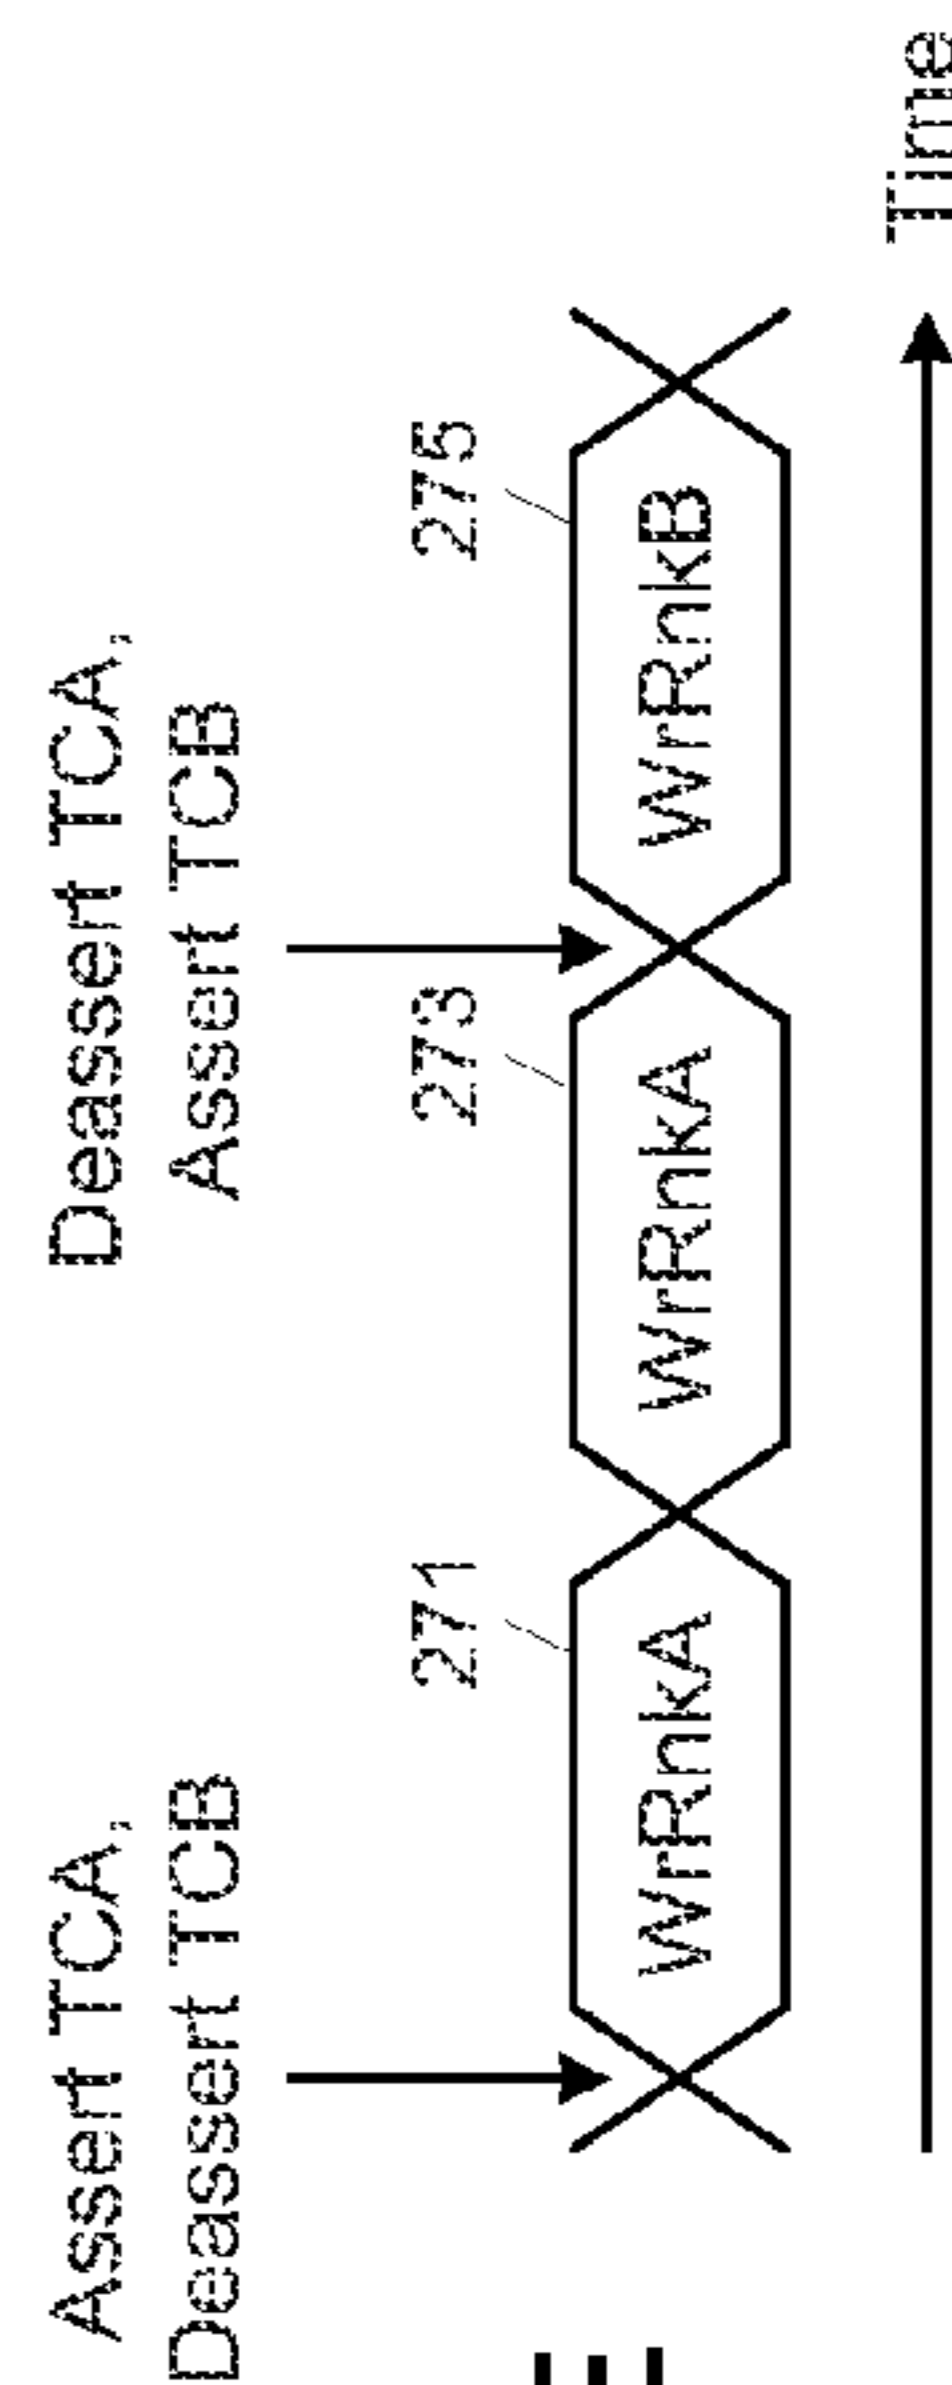 Assert TCA,
Deassert TCB
Deassert TCA,
Assert TCB
271
273
275
WrRnkA
WrRnkA
WrRnkB
Time